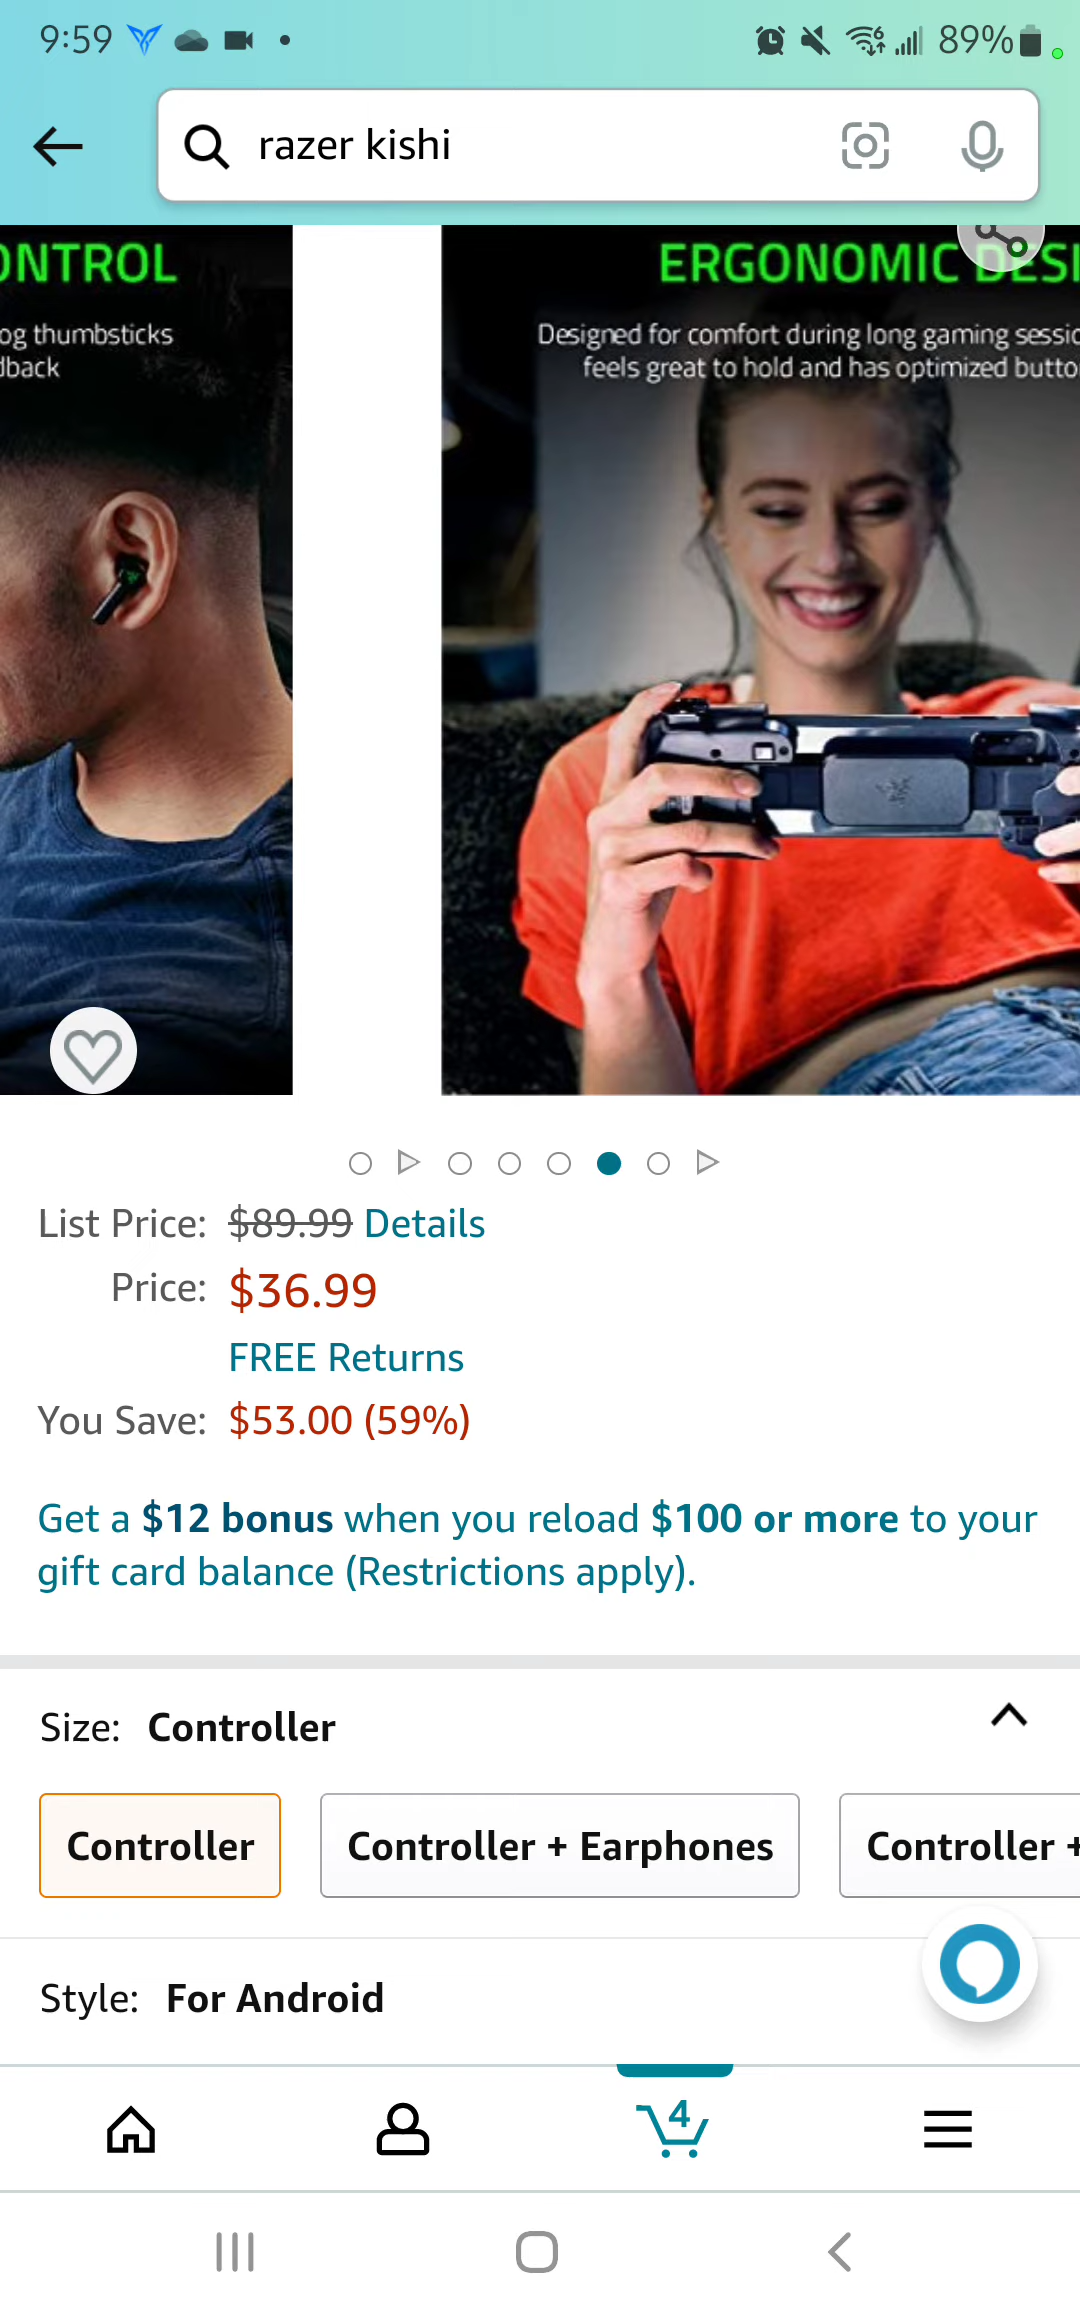 9:59
6
89%
razer kishi
ONTROL
og thumbsticks
dback
ERGONOMIC DESI
Designed for comfort during long gaming sessio
feels great to hold and has optimized butto
List Price: $89.99 Details
Price: $36.99
FREE Returns
You Save: $53.00 (59%)
Get a $12 bonus when you reload $100 or more to your
gift card balance (Restrictions apply).
Size: Controller
Controller
Controller + Earphones
Controller +
Style: For Android
4